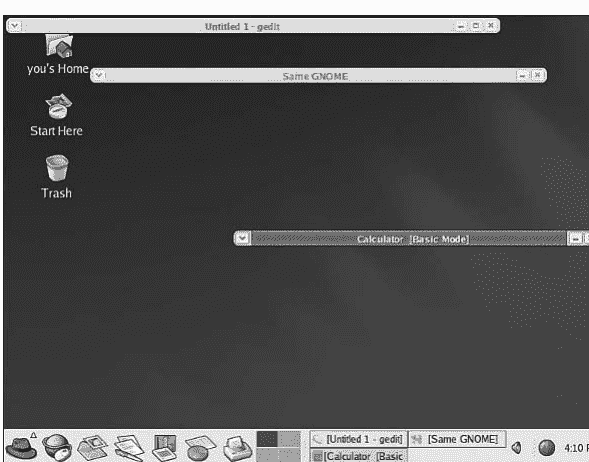 Untitled 1 - gedit
you's Home
Same GNOME
Start Here
Trash
Calculator [Basic Mode]
[Untitled 1 - gedit] [Same GNOME]
4:10 P
[Calculator [Basic